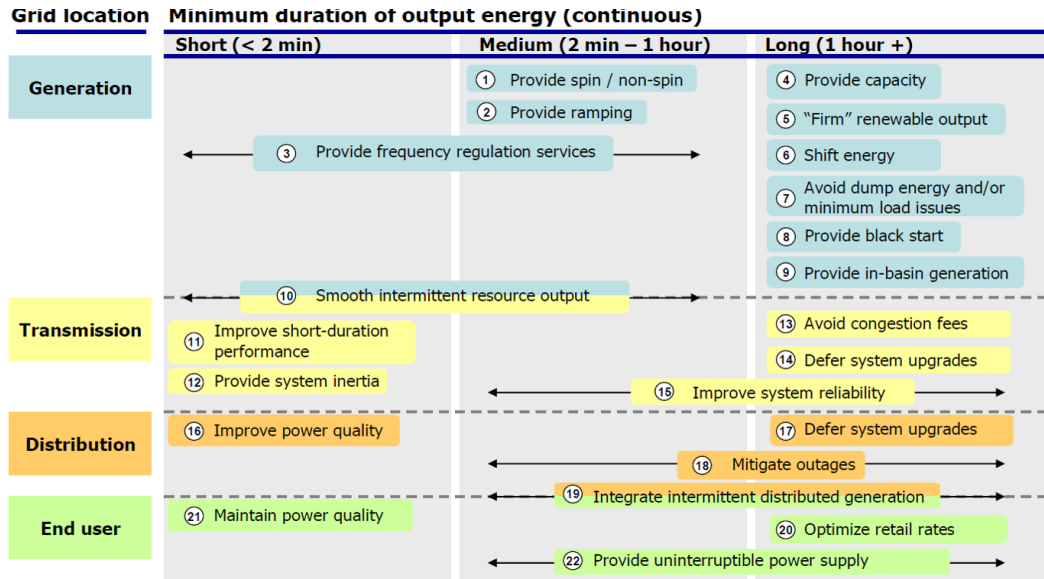 Grid location
Minimum duration of output energy (continuous)
Short (< 2 min)
Medium (2 min – 1 hour)
Long (1 hour +)
Generation
1 Provide spin / non-spin
2 Provide ramping
3 Provide frequency regulation services
4 Provide capacity
5 “Firm” renewable output
6 Shift energy
7 Avoid dump energy and/or
minimum load issues
8 Provide black start
9 Provide in-basin generation
10 Smooth intermittent resource output
Transmission
11 Improve short-duration
performance
12 Provide system inertia
13 Avoid congestion fees
14 Defer system upgrades
15 Improve system reliability
Distribution
16 Improve power quality
17 Defer system upgrades
18 Mitigate outages
19 Integrate intermittent distributed generation
End user
21 Maintain power quality
20 Optimize retail rates
22 Provide uninterruptible power supply